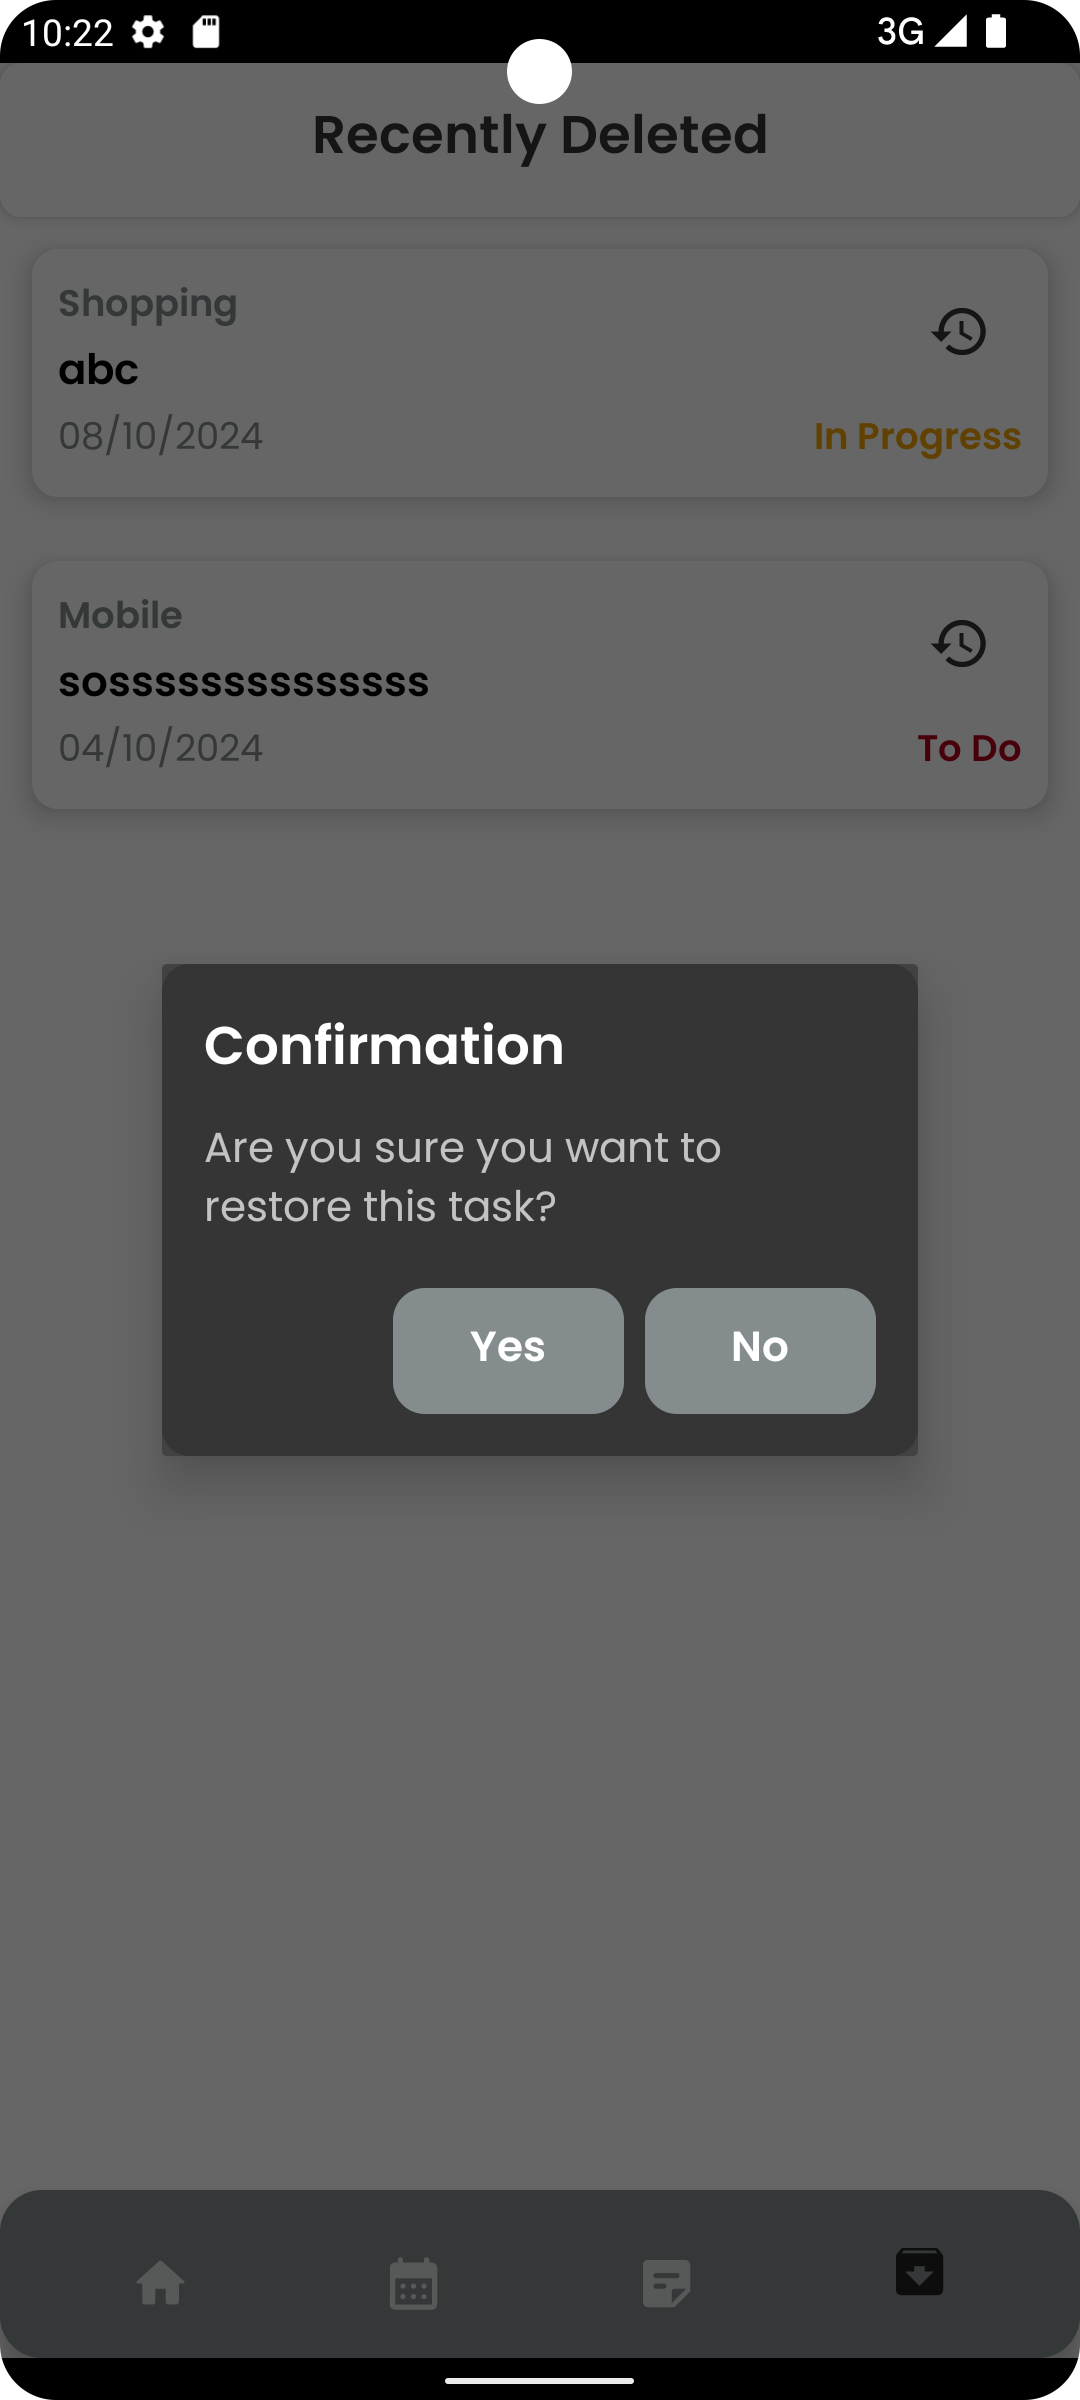 10:22
3G
Recently Deleted
Shopping
abc
08/10/2024
In Progress
Mobile
sossssssssssssss
04/10/2024
To Do
Confirmation
Are you sure you want to
restore this task?
Yes
No